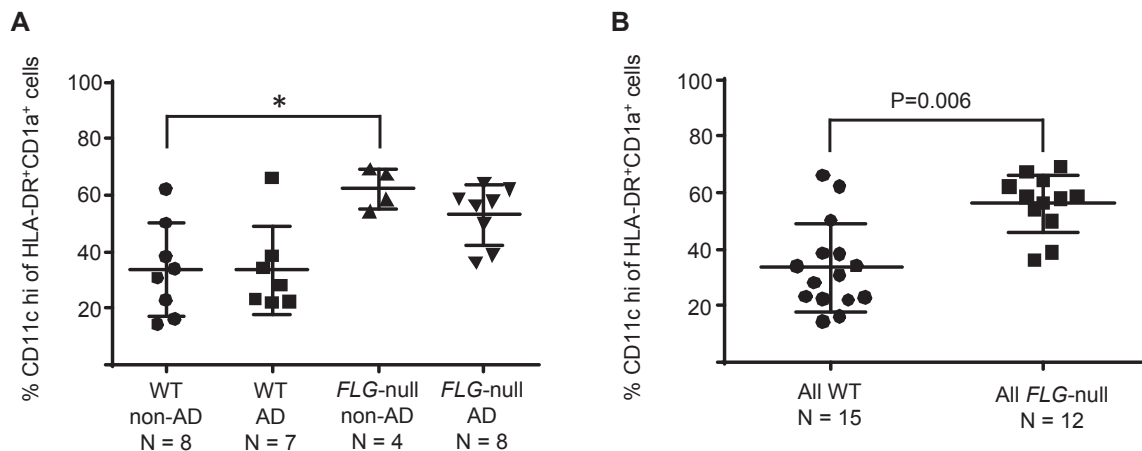 A
% CD11c hi of HLA-DR⁺CD1a⁺ cells
100
80
60
40
20
*
WT
non-AD
N = 8
WT
AD
N = 7
FLG-null
non-AD
N = 4
FLG-null
AD
N = 8
B
% CD11c hi of HLA-DR⁺CD1a⁺ cells
100
80
60
40
20
P=0.006
All WT
N = 15
All FLG-null
N = 12